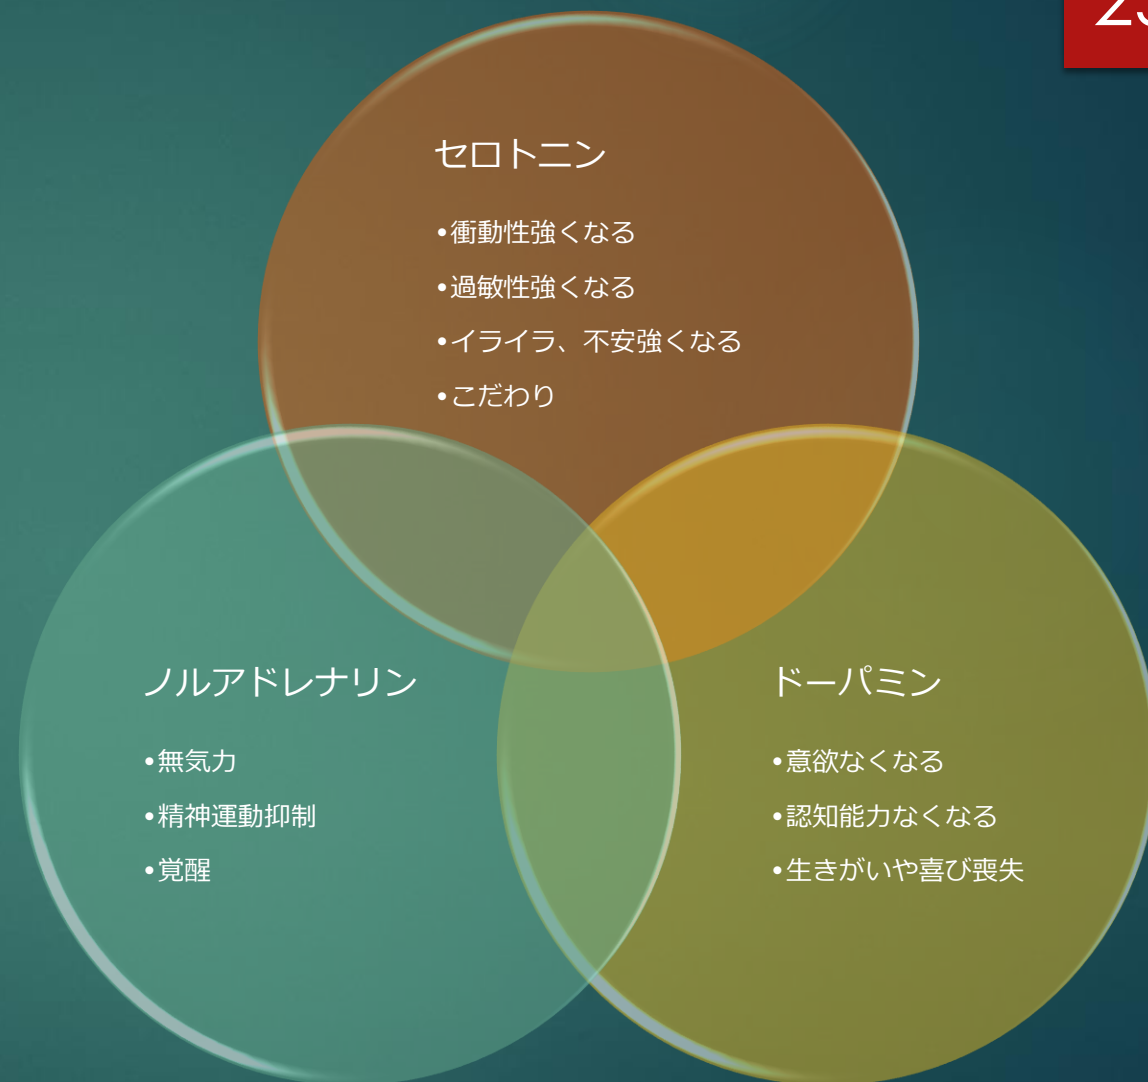 セロトニン
•衝動性強くなる
•過敏性強くなる
•イライラ、不安強くなる
•こだわり
ノルアドレナリン
•無気力
•精神運動抑制
•覚醒
ドーパミン
•意欲なくなる
•認知能力なくなる
•生きがいや喜び喪失